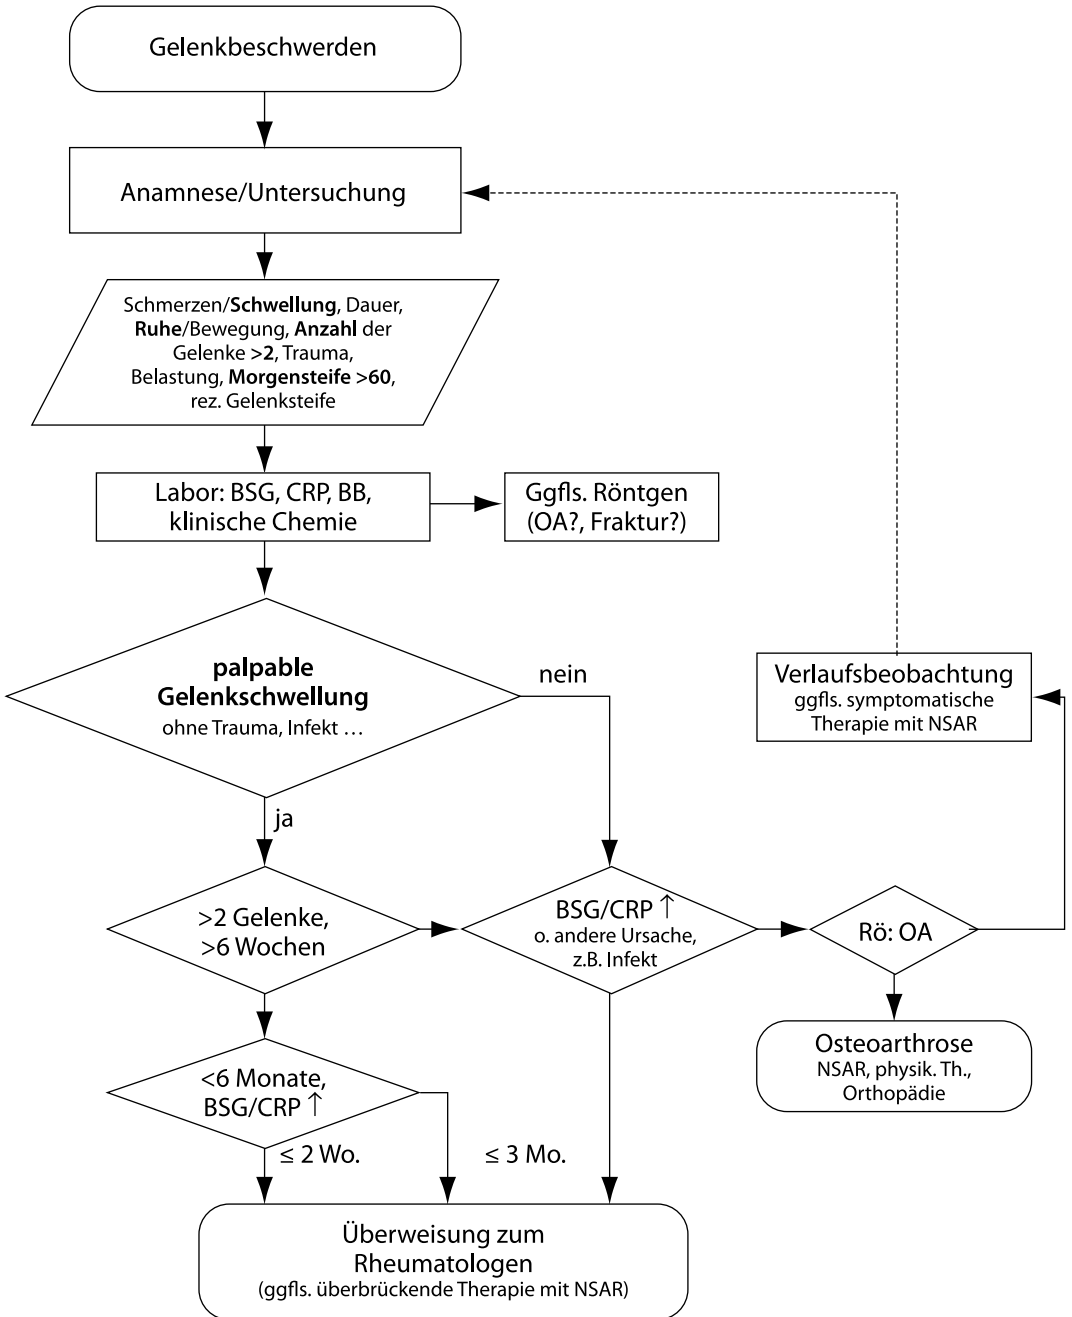 Gelenkbeschwerden
Anamnese/Untersuchung
Schmerzen/Schwellung, Dauer,
Ruhe/Bewegung, Anzahl der
Gelenke >2, Trauma,
Belastung, Morgensteife >60,
rez. Gelenksteife
Labor: BSG, CRP, BB,
klinische Chemie
Ggfls. Röntgen
(OA?, Fraktur?)
palpable
Gelenkschwellung
ohne Trauma, Infekt …
nein
ja
Verlaufsbeobachtung
ggfls. symptomatische
Therapie mit NSAR
>2 Gelenke,
>6 Wochen
BSG/CRP ↑
o. andere Ursache,
z.B. Infekt
Rö: OA
Osteoarthrose
NSAR, physik. Th.,
Orthopädie
<6 Monate,
BSG/CRP ↑
≤ 2 Wo.
≤ 3 Mo.
Überweisung zum
Rheumatologen
(ggfls. überbrückende Therapie mit NSAR)